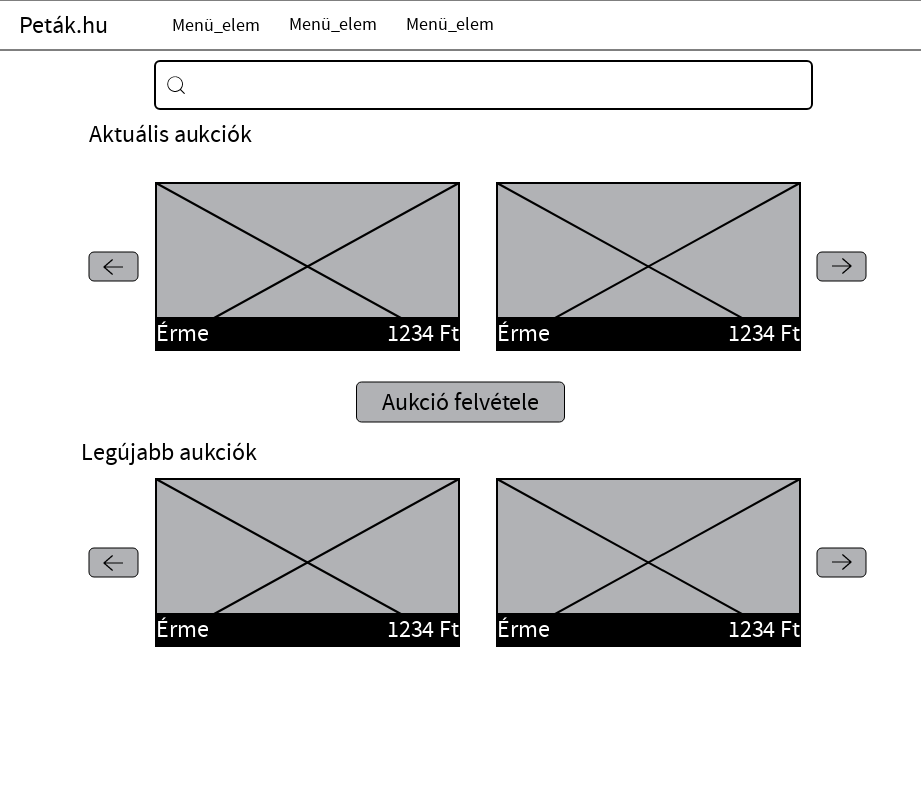 Peták.hu Menü_elem Menü_elem Menü_elem
Aktuális aukciók
Érme 1234 Ft Érme 1234 Ft
Aukció felvétele
Legújabb aukciók
Érme 1234 Ft Érme 1234 Ft